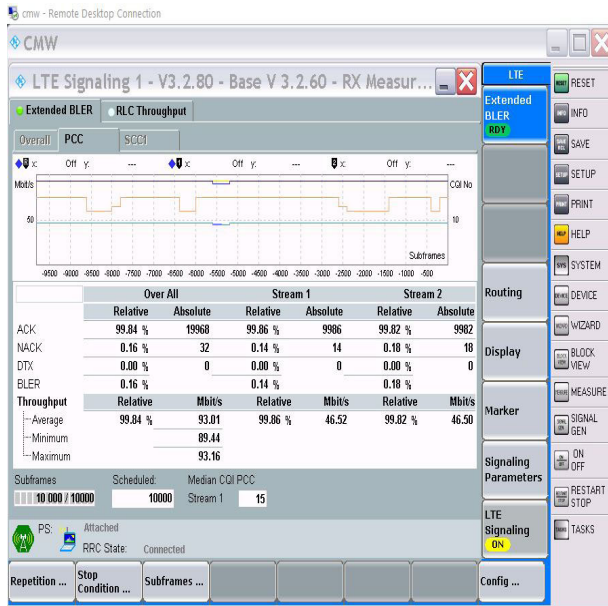 cmw - Remote Desktop Connection
CMW
LTE Signaling 1 - V3.2.80 - Base V 3.2.60 - RX Measur...
LTE
Extended BLER
RLC Throughput
Extended
BLER
RDY
Overall PCC SCC1
x: Off y: --- x: Off y: --- x: Off y: ---
Mbit/s
CQI No
50
10
Subframes
-9500 -9000 -8500 -8000 -7500 -7000 -6500 -6000 -5500 -5000 -4500 -4000 -3500 -3000 -2500 -2000 -1500 -1000 -500
Over All Stream 1 Stream 2
Relative Absolute Relative Absolute Relative Absolute
ACK 99.84 % 19968 99.86 % 9986 99.82 % 9982
NACK 0.16 % 32 0.14 % 14 0.18 % 18
DTX 0.00 % 0 0.00 % 0 0.00 % 0
BLER 0.16 % 0.14 % 0.18 %
Throughput Relative Mbit/s Relative Mbit/s Relative Mbit/s
Average 99.84 % 93.01 99.86 % 46.52 99.82 % 46.50
Minimum 89.44
Maximum 93.16
Subframes Scheduled: Median CQI PCC
10 000 / 10000 10000 Stream 1 15
PS: Attached
RRC State: Connected
Repetition ...
Stop
Condition ...
Subframes ...
Config ...
Routing
Display
Marker
Signaling
Parameters
LTE
Signaling
ON
RESET
INFO
SAVE
SETUP
PRINT
HELP
SYSTEM
DEVICE
WIZARD
BLOCK
VIEW
MEASURE
SIGNAL
GEN
ON
OFF
RESTART
STOP
TASKS